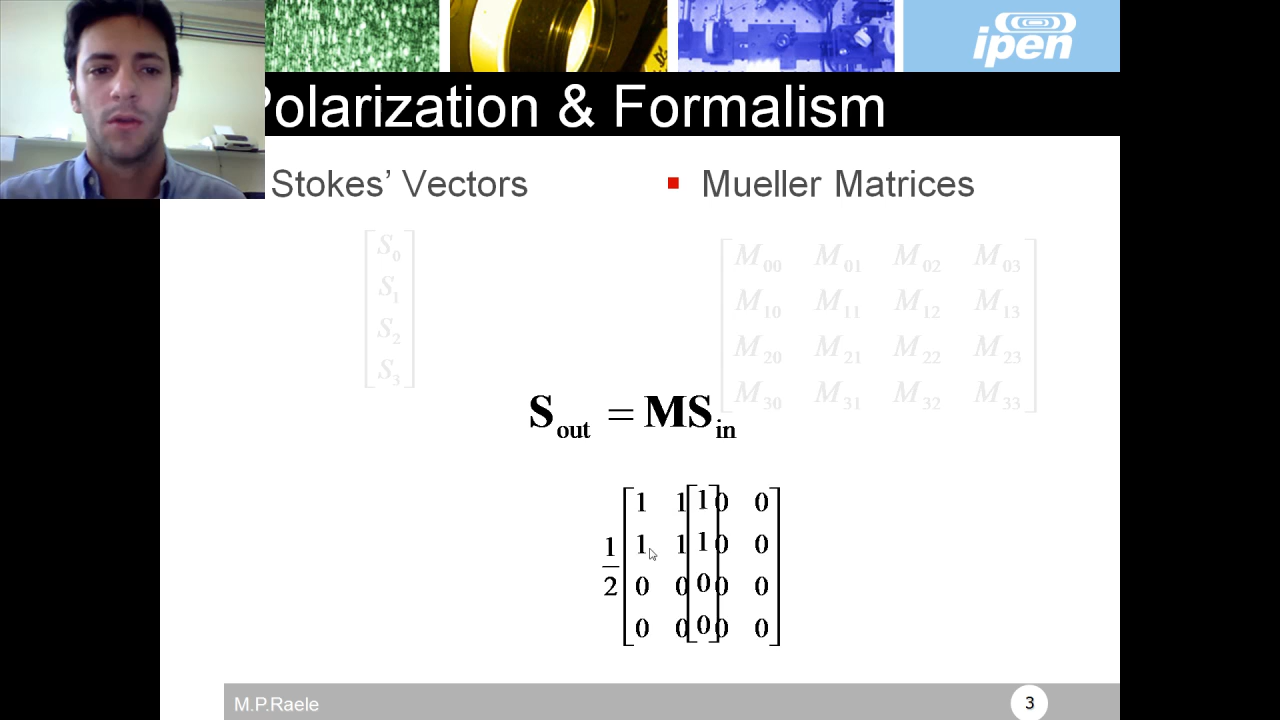 ipen
Polarization & Formalism
Stokes' Vectors
▪ Mueller Matrices
S0
S1
S2
S3
M00 M01 M02 M03
M10 M11 M12 M13
M20 M21 M22 M23
M30 M31 M32 M33
Sout = MSin
1/2
1 1 0 0
1 1 0 0
0 0 0 0
0 0 0 0
1
1
0
0
M.P.Raele
3